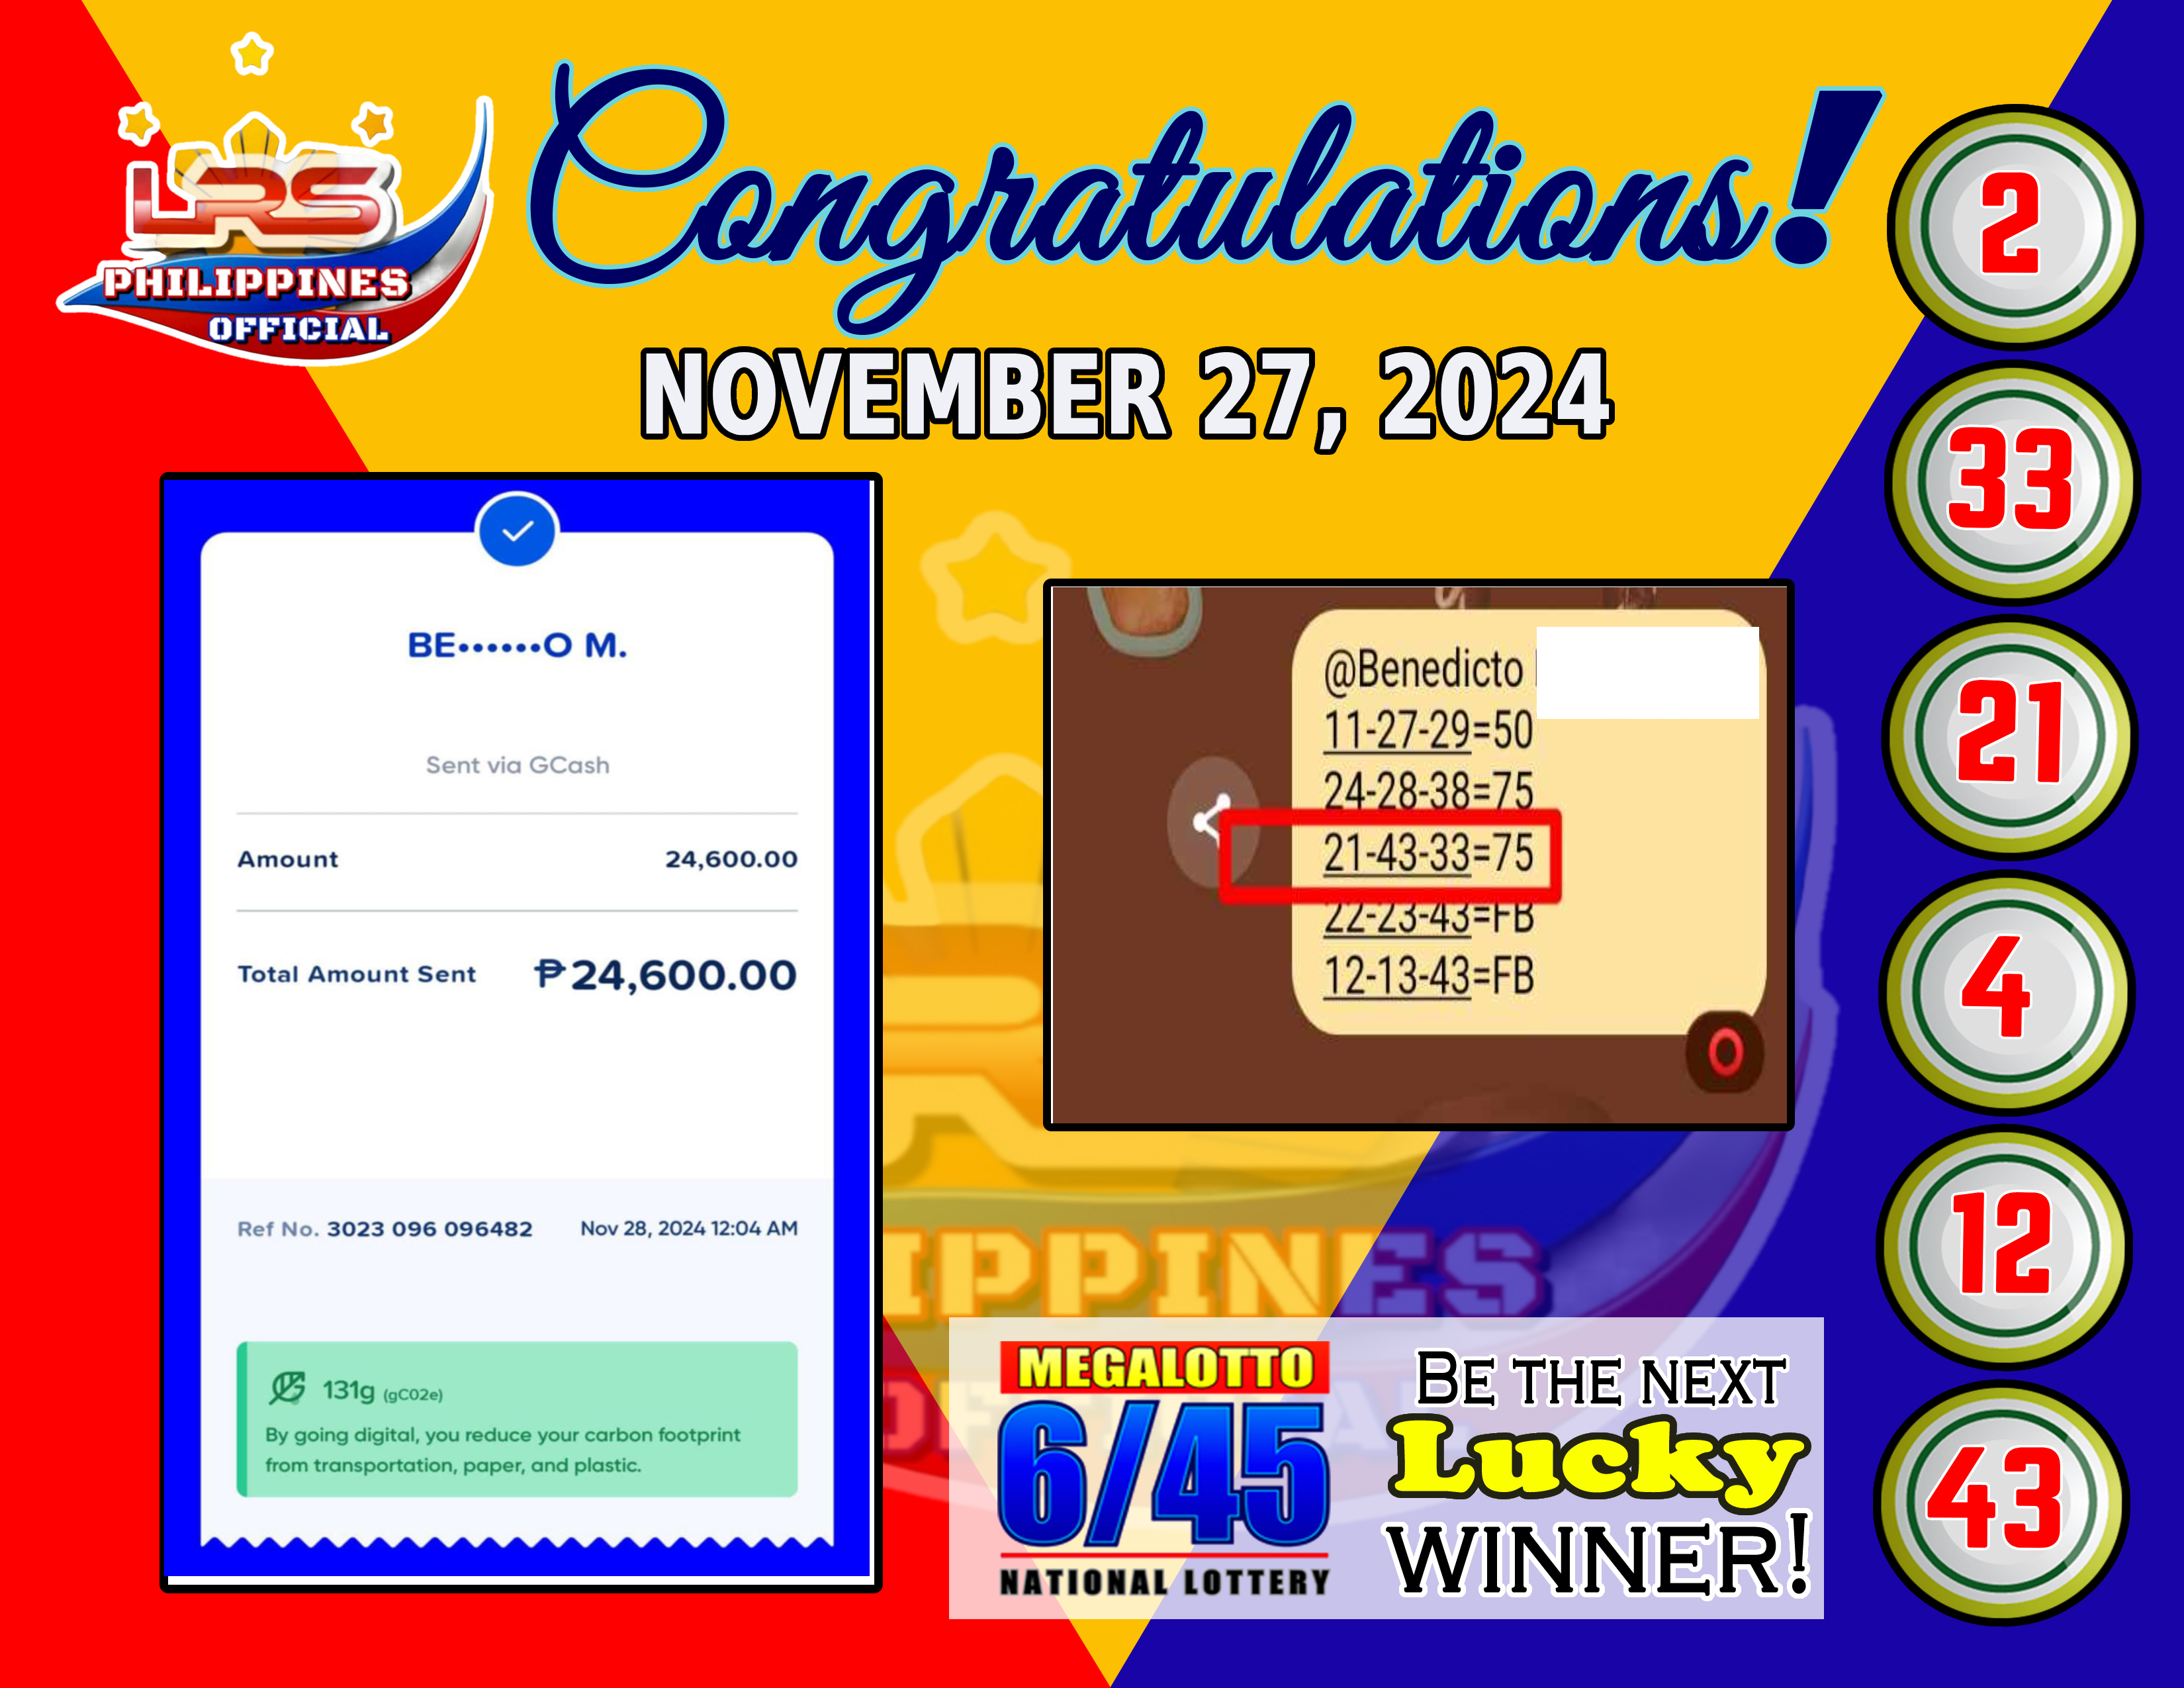 LRS
PHILIPPINES
OFFICIAL
Congratulations!
NOVEMBER 27, 2024
BE••••••O M.
Sent via GCash
Amount 24,600.00
Total Amount Sent ₱24,600.00
Ref No. 3023 096 096482 Nov 28, 2024 12:04 AM
131g (gC02e)
By going digital, you reduce your carbon footprint
from transportation, paper, and plastic.
@Benedicto
11-27-29=50
24-28-38=75
21-43-33=75
22-23-43=FB
12-13-43=FB
MEGALOTTO
6/45
NATIONAL LOTTERY
BE THE NEXT
Lucky
WINNER!
2
33
21
4
12
43